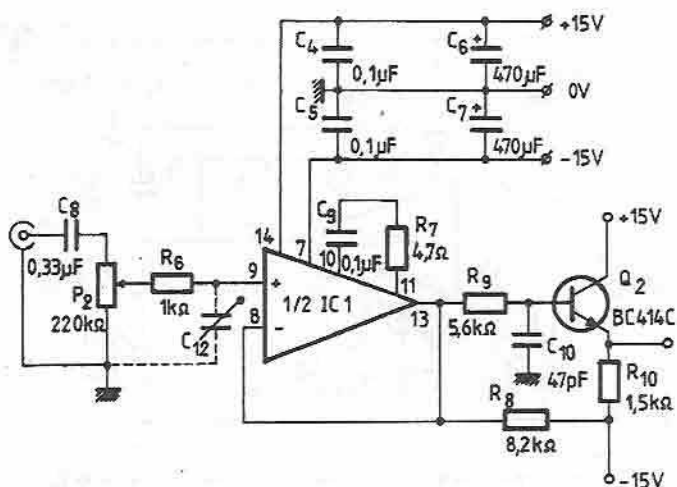 +15V
C4
0,1µF
C6
+
470µF
0V
C5
0,1µF
C7
+
470µF
-15V
C8
0,33µF
P2
220kΩ
R6
1kΩ
C12
14
7
C9
10
0,1µF
R7
4,7Ω
11
9
+
1/2 IC1
8
-
13
R9
5,6kΩ
C10
47pF
+15V
Q2
BC414C
R10
1,5kΩ
R8
8,2kΩ
-15V